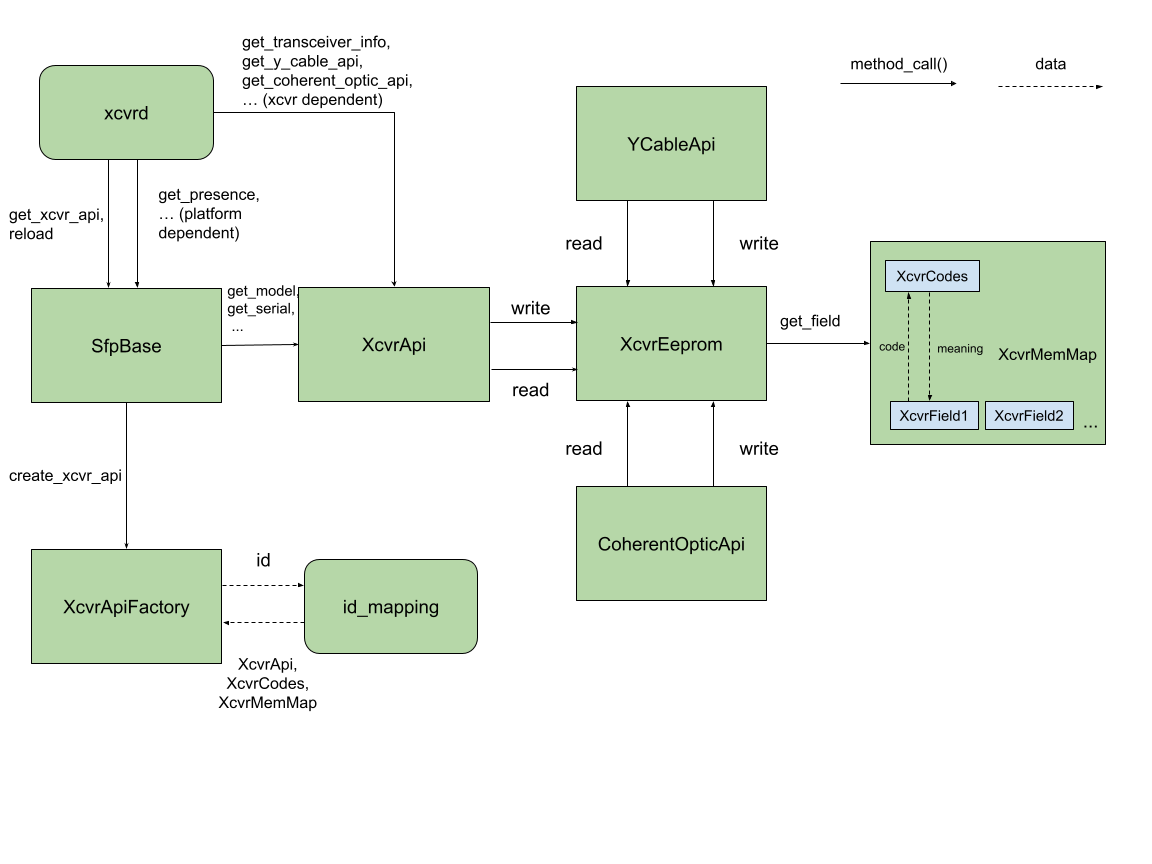 get_transceiver_info,
get_y_cable_api,
get_coherent_optic_api,
… (xcvr dependent)
method_call()
data
xcvrd
YCableApi
get_xcvr_api,
reload
get_presence,
… (platform
dependent)
read
write
XcvrCodes
get_model,
get_serial,
...
SfpBase
XcvrApi
write
read
XcvrEeprom
get_field
code
meaning
XcvrMemMap
XcvrField1
XcvrField2
...
read
write
create_xcvr_api
CoherentOpticApi
id
XcvrApiFactory
id_mapping
XcvrApi,
XcvrCodes,
XcvrMemMap